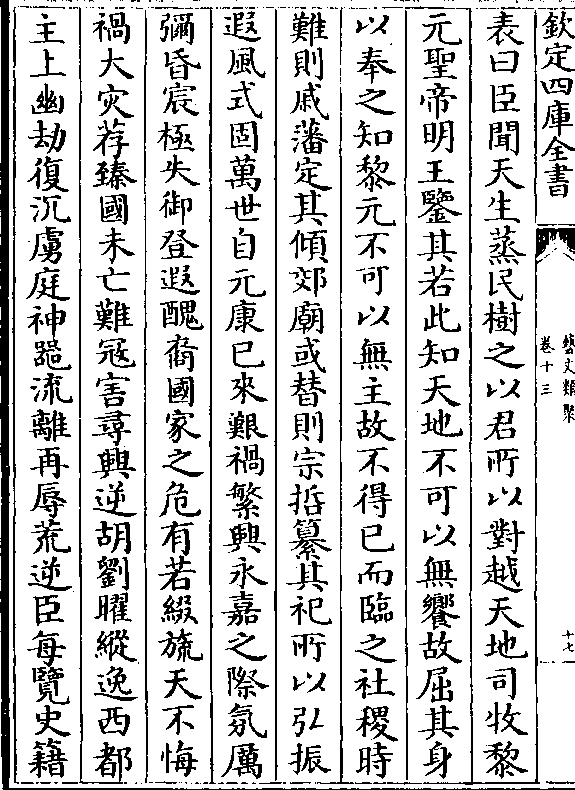 欽定四庫全書
藝文類聚
卷十三
十七
表曰臣聞天生蒸民樹之以君所以對越天地司牧黎
元聖帝明王鑒其若此知天地不可以無饗故屈其身
以奉之知黎元不可以無主故不得已而臨之社稷時
難則戚藩定其傾郊廟或替則宗哲纂其祀所以弘振
遐風式固萬世自元康已來艱禍繁興永嘉之際氛厲
彌昏宸極失御登遐醜裔國家之危有若綴旒天不悔
禍大灾荐臻國未亡難冦害尋興逆胡劉曜縱逸西都
主上幽劫復沉虜庭神噐流離再辱荒逆臣每覽史籍